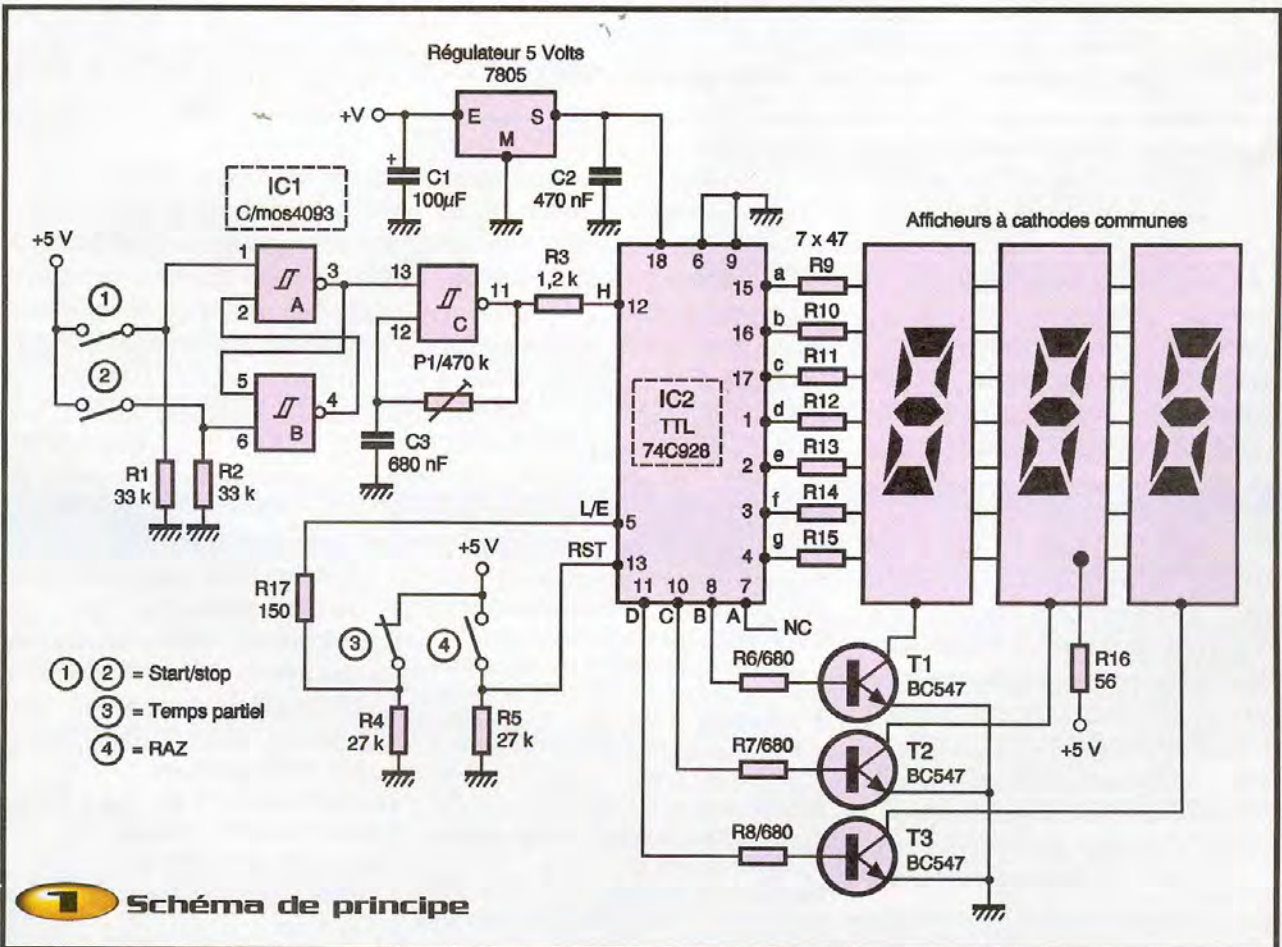 Régulateur 5 Volts
7805
+V
E
S
M
+
C1
100µF
C2
470 nF
IC1
C/mos4093
+5 V
1
2
3
A
5
6
4
B
13
12
11
C
R3
1,2 k
H
12
P1/470 k
C3
680 nF
1
2
R1
33 k
R2
33 k
18
6
9
IC2
TTL
74C928
L/E
5
RST
13
15
16
17
1
2
3
4
a
b
c
d
e
f
g
7 x 47
R9
R10
R11
R12
R13
R14
R15
Afficheurs à cathodes communes
11
10
8
7
D
C
B
A
NC
R17
150
+5 V
3
4
R4
27 k
R5
27 k
1 2 = Start/stop
3 = Temps partiel
4 = RAZ
R6/680
T1
BC547
R7/680
T2
BC547
R8/680
T3
BC547
R16
56
+5 V
1 Schéma de principe